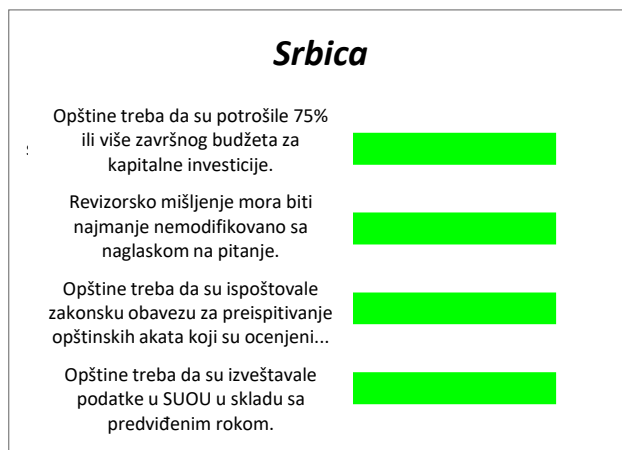 Srbica
Opštine treba da su potrošile 75%
ili više završnog budžeta za
kapitalne investicije.
Revizorsko mišljenje mora biti
najmanje nemodifikovano sa
naglaskom na pitanje.
Opštine treba da su ispoštovale
zakonsku obavezu za preispitivanje
opštinskih akata koji su ocenjeni...
Opštine treba da su izveštavale
podatke u SUOU u skladu sa
predviđenim rokom.